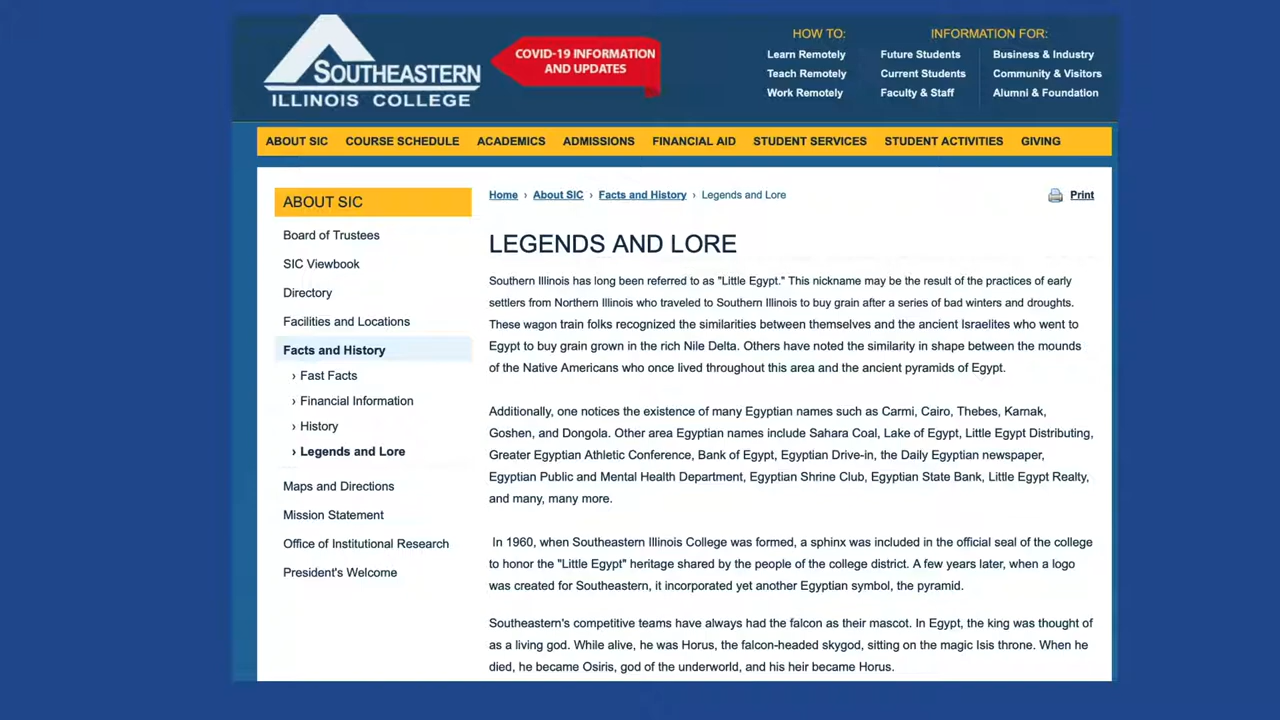 SOUTHEASTERN
ILLINOIS COLLEGE
COVID-19 INFORMATION
AND UPDATES
HOW TO:
Learn Remotely
Teach Remotely
Work Remotely
INFORMATION FOR:
Future Students
Current Students
Faculty & Staff
Business & Industry
Community & Visitors
Alumni & Foundation
ABOUT SIC COURSE SCHEDULE ACADEMICS ADMISSIONS FINANCIAL AID STUDENT SERVICES STUDENT ACTIVITIES GIVING
ABOUT SIC
Board of Trustees
SIC Viewbook
Directory
Facilities and Locations
Facts and History
› Fast Facts
› Financial Information
› History
› Legends and Lore
Maps and Directions
Mission Statement
Office of Institutional Research
President's Welcome
Home › About SIC › Facts and History › Legends and Lore
Print
LEGENDS AND LORE
Southern Illinois has long been referred to as "Little Egypt." This nickname may be the result of the practices of early
settlers from Northern Illinois who traveled to Southern Illinois to buy grain after a series of bad winters and droughts.
These wagon train folks recognized the similarities between themselves and the ancient Israelites who went to
Egypt to buy grain grown in the rich Nile Delta. Others have noted the similarity in shape between the mounds
of the Native Americans who once lived throughout this area and the ancient pyramids of Egypt.
Additionally, one notices the existence of many Egyptian names such as Carmi, Cairo, Thebes, Karnak,
Goshen, and Dongola. Other area Egyptian names include Sahara Coal, Lake of Egypt, Little Egypt Distributing,
Greater Egyptian Athletic Conference, Bank of Egypt, Egyptian Drive-in, the Daily Egyptian newspaper,
Egyptian Public and Mental Health Department, Egyptian Shrine Club, Egyptian State Bank, Little Egypt Realty,
and many, many more.
In 1960, when Southeastern Illinois College was formed, a sphinx was included in the official seal of the college
to honor the "Little Egypt" heritage shared by the people of the college district. A few years later, when a logo
was created for Southeastern, it incorporated yet another Egyptian symbol, the pyramid.
Southeastern's competitive teams have always had the falcon as their mascot. In Egypt, the king was thought of
as a living god. While alive, he was Horus, the falcon-headed skygod, sitting on the magic Isis throne. When he
died, he became Osiris, god of the underworld, and his heir became Horus.